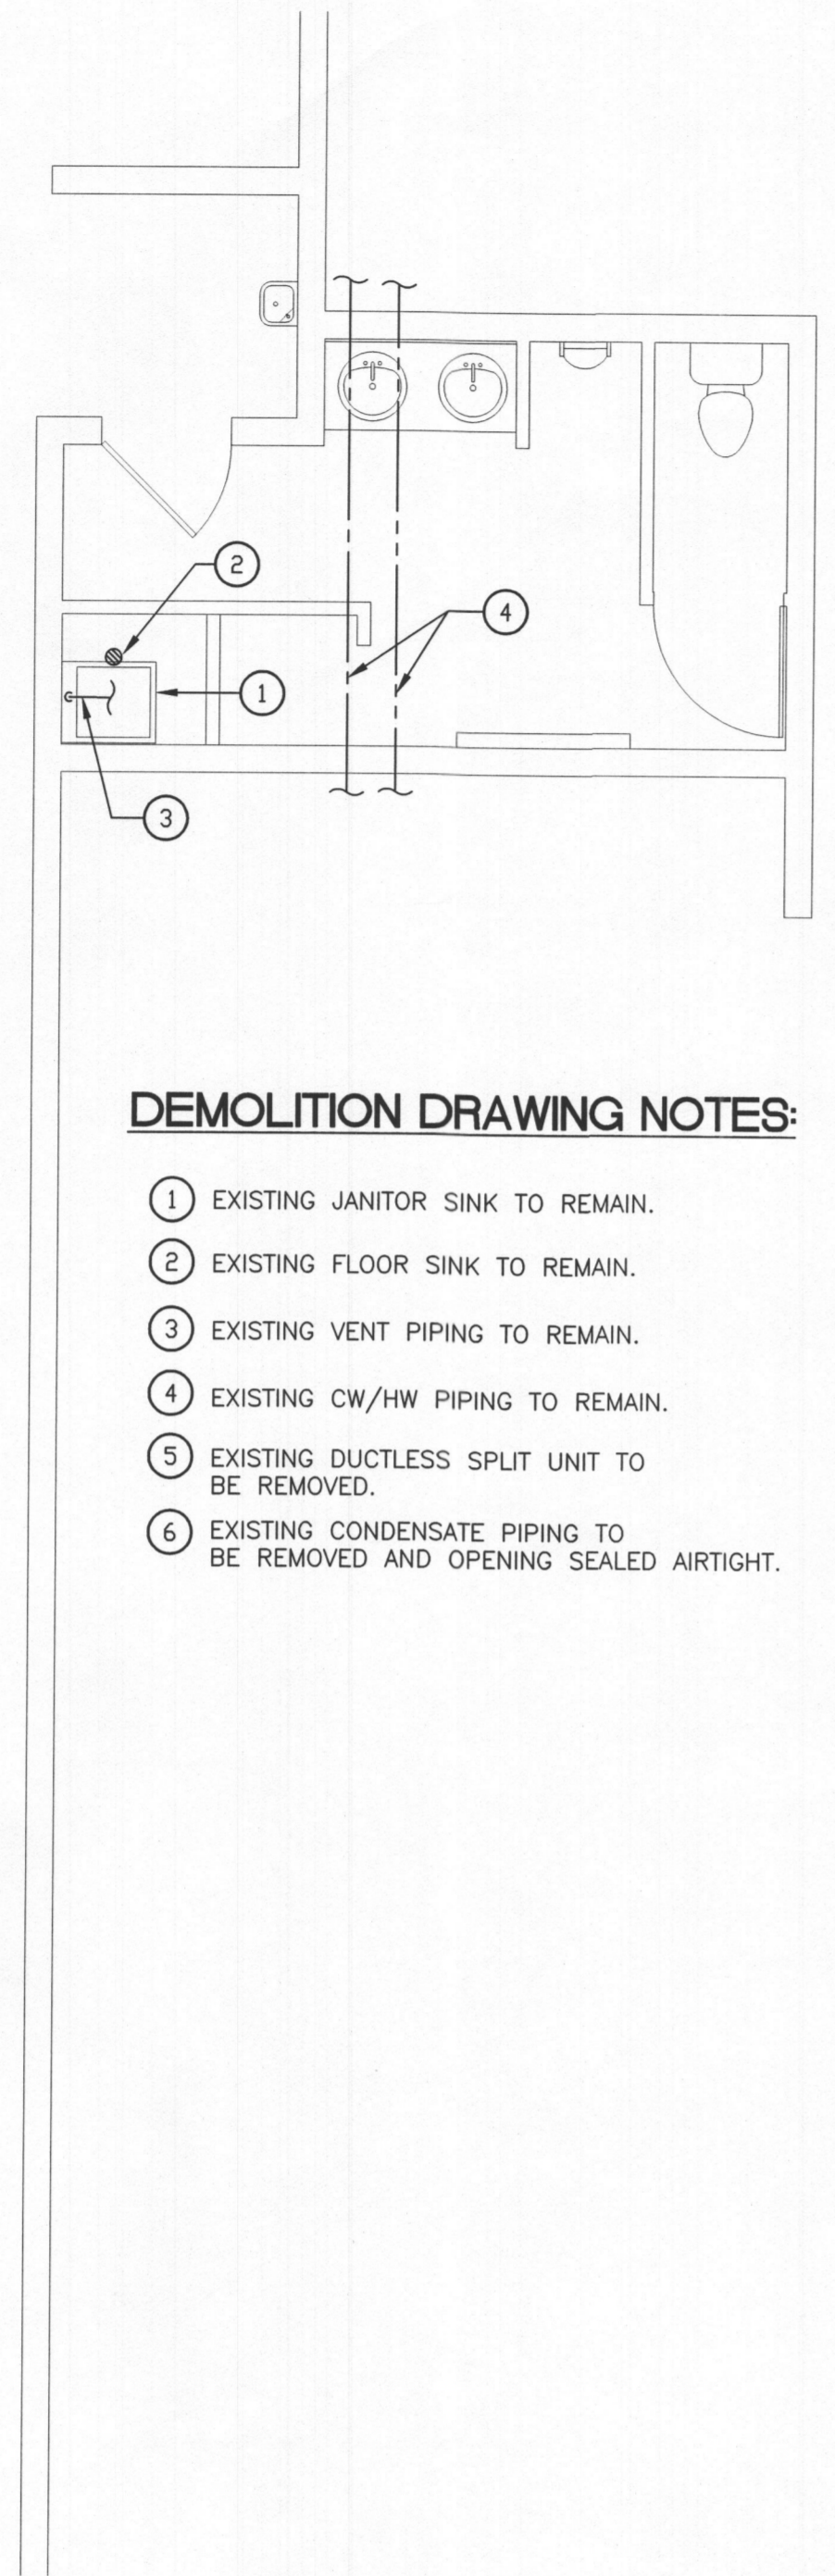 2
4
1
3
DEMOLITION DRAWING NOTES:
1 EXISTING JANITOR SINK TO REMAIN.
2 EXISTING FLOOR SINK TO REMAIN.
3 EXISTING VENT PIPING TO REMAIN.
4 EXISTING CW/HW PIPING TO REMAIN.
5 EXISTING DUCTLESS SPLIT UNIT TO
BE REMOVED.
6 EXISTING CONDENSATE PIPING TO
BE REMOVED AND OPENING SEALED AIRTIGHT.